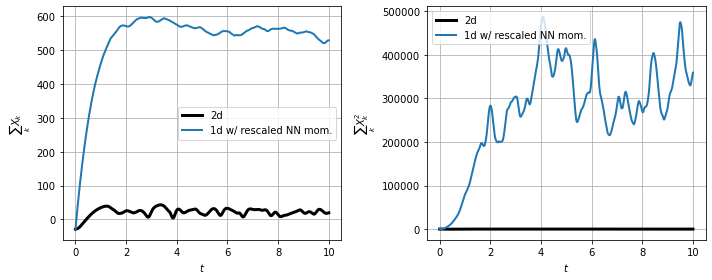 600
500
400
300
200
100
0
∑ₖ Xₖ
2d
1d w/ rescaled NN mom.
0 2 4 6 8 10
t
500000
400000
300000
200000
100000
0
∑ₖ Xₖ²
2d
1d w/ rescaled NN mom.
0 2 4 6 8 10
t